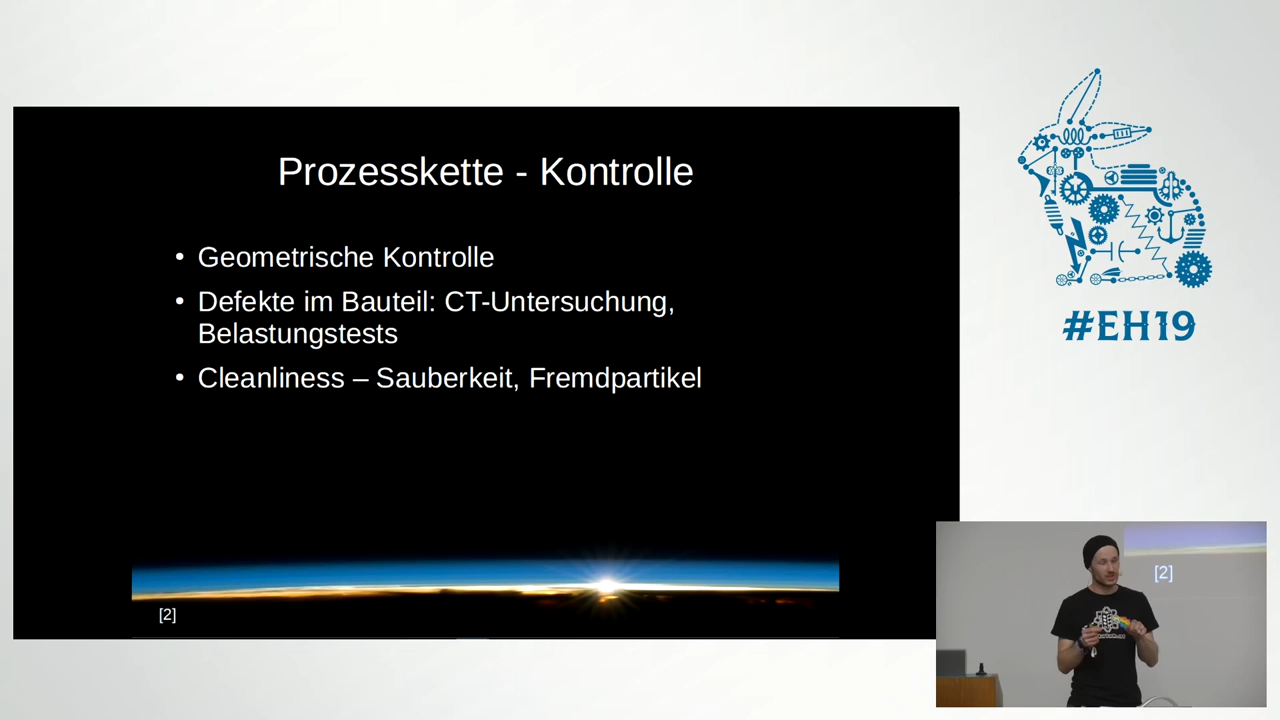 Prozesskette - Kontrolle
• Geometrische Kontrolle
• Defekte im Bauteil: CT-Untersuchung,
Belastungstests
• Cleanliness – Sauberkeit, Fremdpartikel
[2]
#EH19
[2]